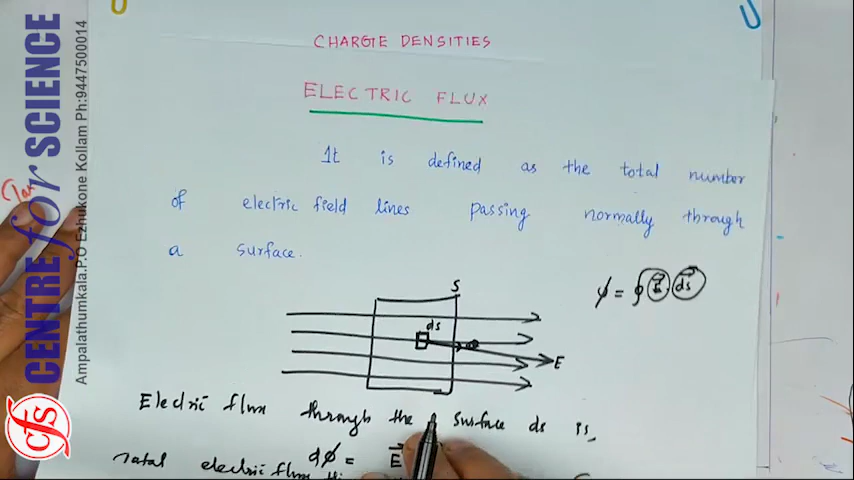 CHARGE DENSITIES
ELECTRIC FLUX
It is defined as the total number
of electric field lines passing normally through
a surface.
S
ϕ = ∮ E⃗ . ds⃗
ds
E
Electric flux through the surface ds is,
dϕ = E⃗
Total electric flux
CENTRE for SCIENCE
Ampalathumkala.P.O Ezhukone Kollam Ph:9447500014
cfs